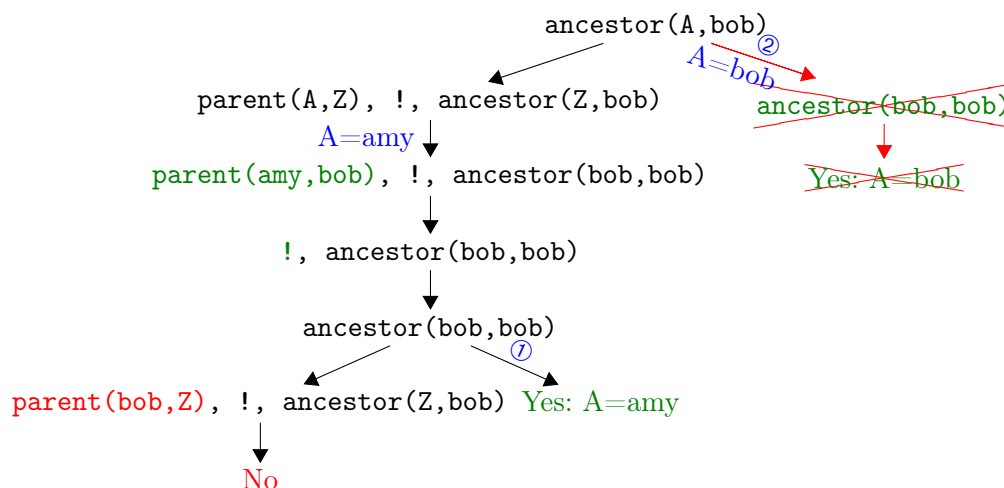 ancestor(A,bob)
②
A=bob
parent(A,Z), !, ancestor(Z,bob)
ancestor(bob,bob)
A=amy
parent(amy,bob), !, ancestor(bob,bob)
Yes: A=bob
!, ancestor(bob,bob)
ancestor(bob,bob)
①
parent(bob,Z), !, ancestor(Z,bob) Yes: A=amy
No